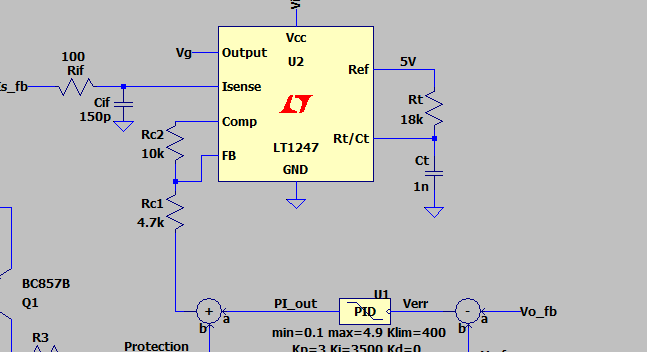 Vcc
U2
Vg
Output
Isense
Comp
FB
Ref
Rt/Ct
LT1247
GND
100
Rif
s_fb
Cif
150p
Rc2
10k
Rc1
4.7k
5V
Rt
18k
Ct
1n
BC857B
Q1
R3
Protection
+
a
b
PI_out
U1
PID
Verr
-
a
b
Vo_fb
min=0.1 max=4.9 Klim=400
Kp=3 Ki=3500 Kd=0